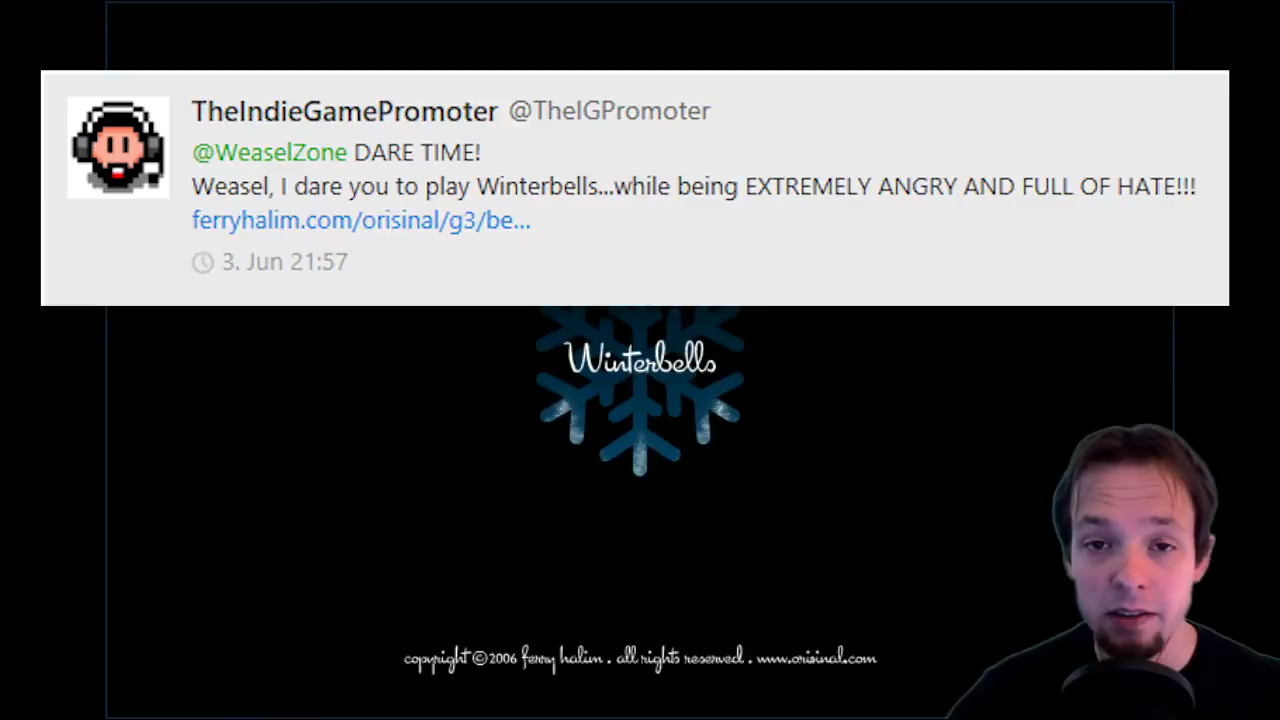 TheIndieGamePromoter @TheIGPromoter
@WeaselZone DARE TIME!
Weasel, I dare you to play Winterbells...while being EXTREMELY ANGRY AND FULL OF HATE!!!
ferryhalim.com/orisinal/g3/be...
3. Jun 21:57
Winterbells
copyright ©2006 ferry halim . all rights reserved . www.orisinal.com